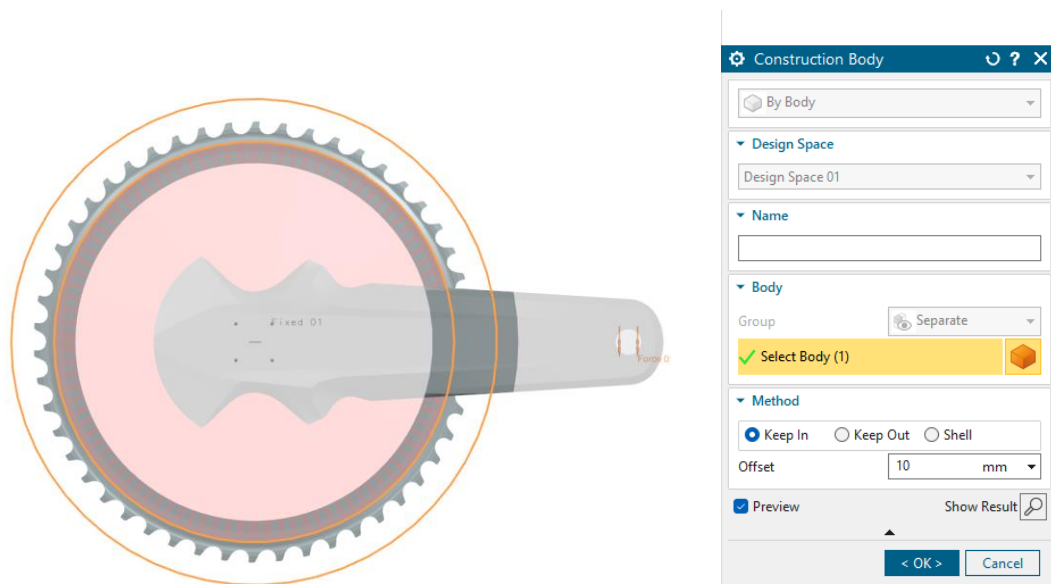 Construction Body
?
By Body
Design Space
Design Space 01
Name
Body
Group
Separate
Select Body (1)
Method
Keep In
Keep Out
Shell
Offset
10 mm
Preview
Show Result
< OK >
Cancel
Fixed 01